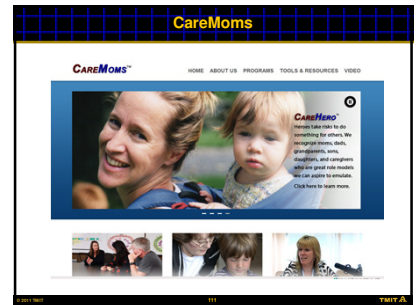 CareMoms
CAREMOMS™
HOME ABOUT US PROGRAMS TOOLS & RESOURCES VIDEO
CAREHERO™
Heroes take risks to do
something for others. We
recognize moms, dads,
grandparents, sons,
daughters, and caregivers
who are great role models
we can aspire to emulate.
Click here to learn more.
© 2011 TMIT
111
TMIT